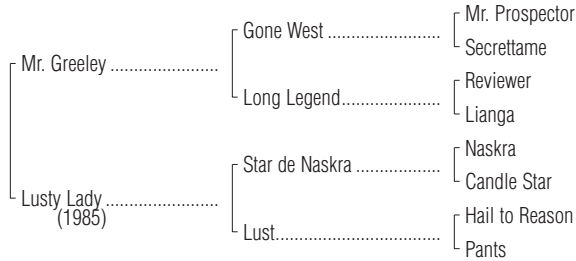 Mr. Prospector
Gone West ......................
Secrettame
Mr. Greeley .....................
Reviewer
Long Legend....................
Lianga
Naskra
Star de Naskra .................
Candle Star
Lusty Lady ......................
(1985)
Hail to Reason
Lust.................................
Pants